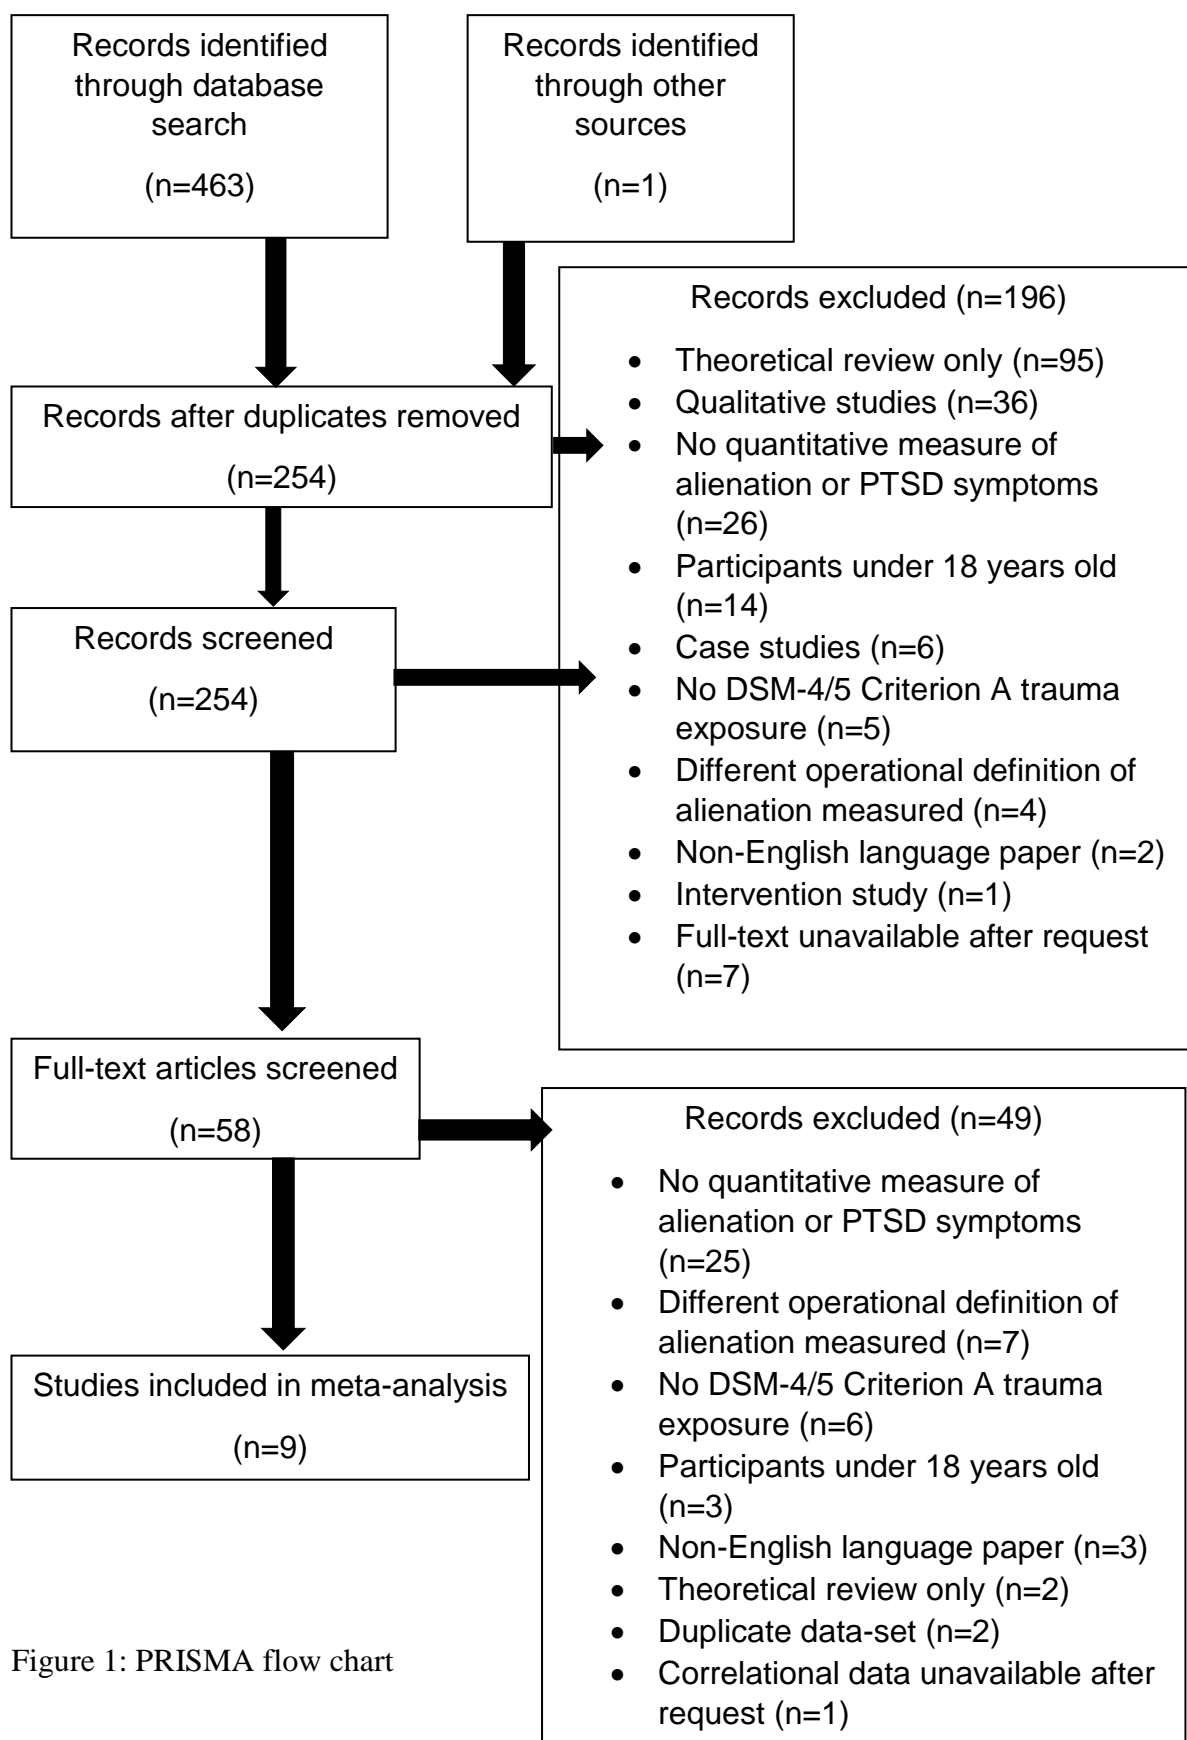 Records identified
through database
search
(n=463)
Records identified
through other
sources
(n=1)
Records after duplicates removed
(n=254)
Records excluded (n=196)
• Theoretical review only (n=95)
• Qualitative studies (n=36)
• No quantitative measure of
alienation or PTSD symptoms
(n=26)
• Participants under 18 years old
(n=14)
• Case studies (n=6)
• No DSM-4/5 Criterion A trauma
exposure (n=5)
• Different operational definition of
alienation measured (n=4)
• Non-English language paper (n=2)
• Intervention study (n=1)
• Full-text unavailable after request
(n=7)
Records screened
(n=254)
Full-text articles screened
(n=58)
Records excluded (n=49)
• No quantitative measure of
alienation or PTSD symptoms
(n=25)
• Different operational definition of
alienation measured (n=7)
• No DSM-4/5 Criterion A trauma
exposure (n=6)
• Participants under 18 years old
(n=3)
• Non-English language paper (n=3)
• Theoretical review only (n=2)
• Duplicate data-set (n=2)
• Correlational data unavailable after
request (n=1)
Studies included in meta-analysis
(n=9)
Figure 1: PRISMA flow chart